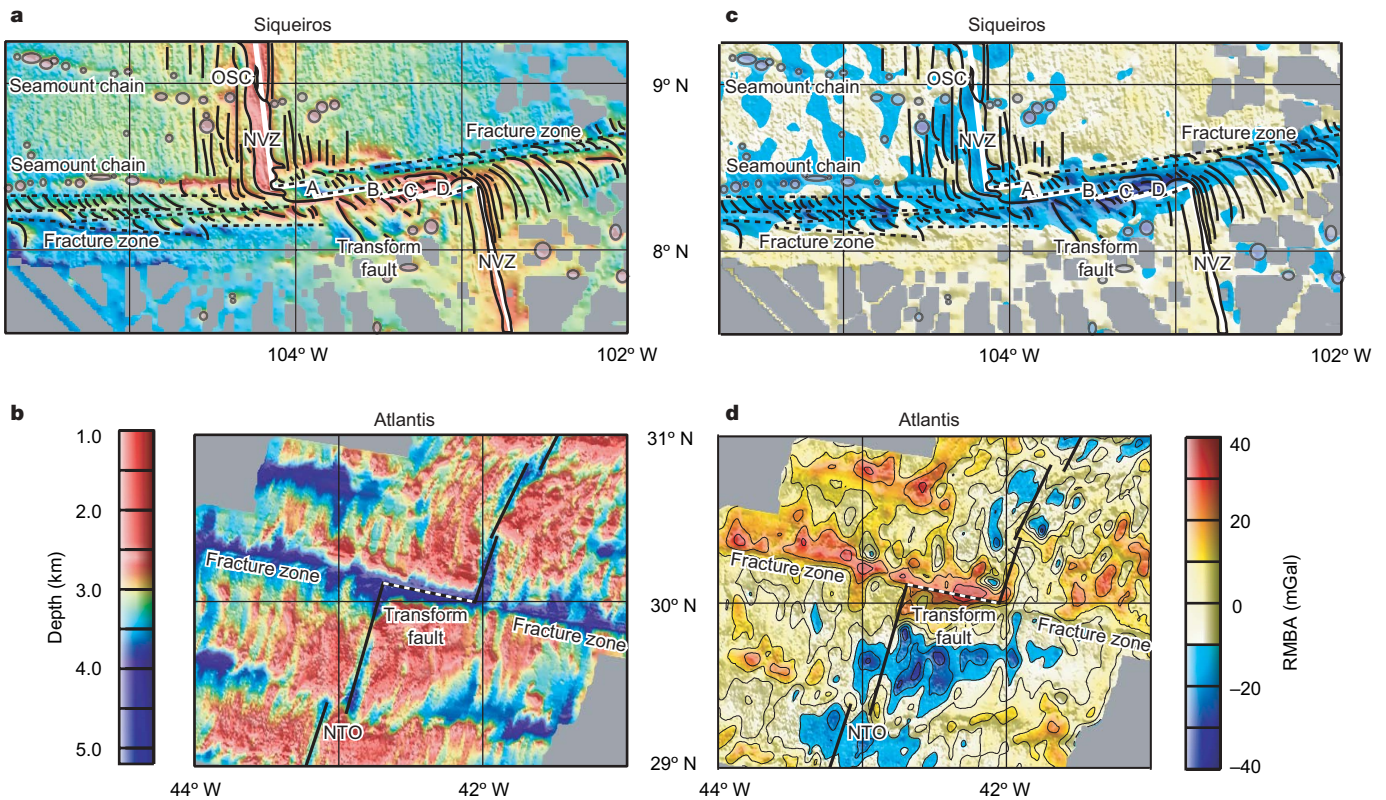 a
Siqueiros
OSC
Seamount chain
NVZ
Fracture zone
Seamount chain
A
B
C
D
Fracture zone
Transform
fault
NVZ
104° W
102° W
c
Siqueiros
9° N
OSC
Seamount chain
NVZ
Fracture zone
Seamount chain
A
B
C
D
8° N
Fracture zone
Transform
fault
NVZ
104° W
102° W
b
Atlantis
1.0
2.0
3.0
4.0
5.0
Depth (km)
Fracture zone
Transform
fault
Fracture zone
NTO
44° W
42° W
31° N
30° N
29° N
d
Atlantis
Fracture zone
Transform
fault
Fracture zone
NTO
42° W
40
20
0
–20
–40
RMBA (mGal)